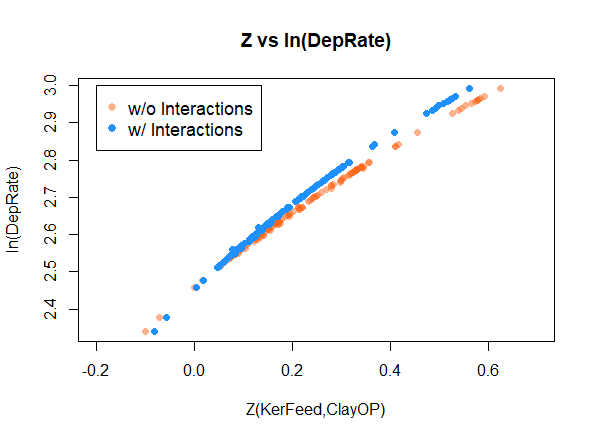 Z vs ln(DepRate)
w/o Interactions
w/ Interactions
ln(DepRate)
3.0
2.9
2.8
2.7
2.6
2.5
2.4
-0.2 0.0 0.2 0.4 0.6
Z(KerFeed,ClayOP)